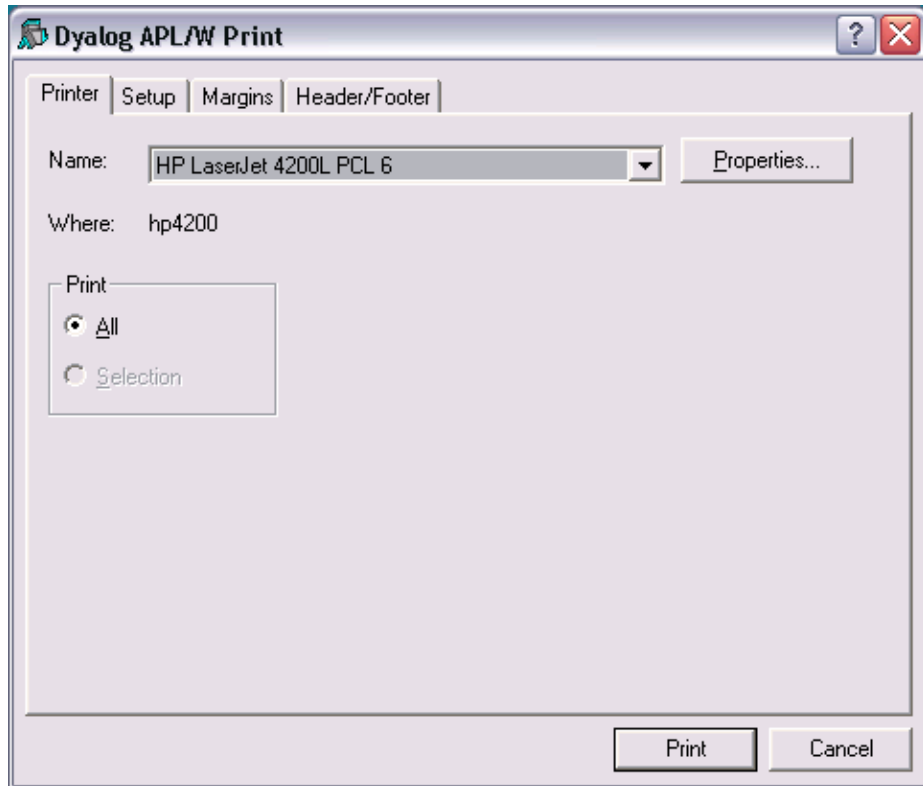 Dyalog APL/W Print
?
Printer Setup Margins Header/Footer
Name: HP LaserJet 4200L PCL 6 Properties...
Where: hp4200
Print
All
Selection
Print Cancel